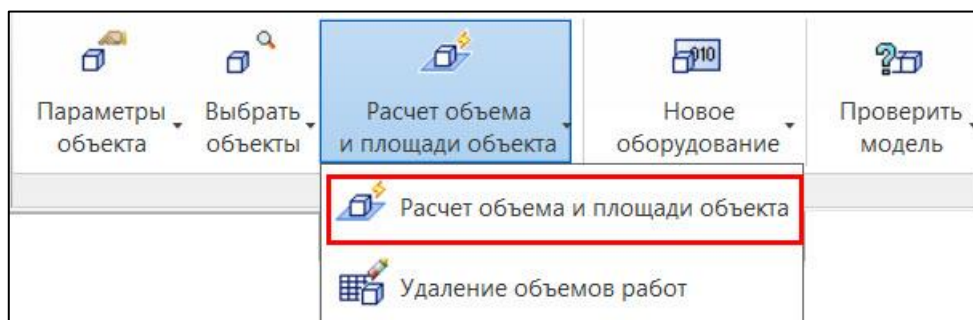 Параметры
объекта
Выбрать
объекты
Расчет объема
и площади объекта
010
Новое
оборудование
?
Проверить
модель
Расчет объема и площади объекта
Удаление объемов работ